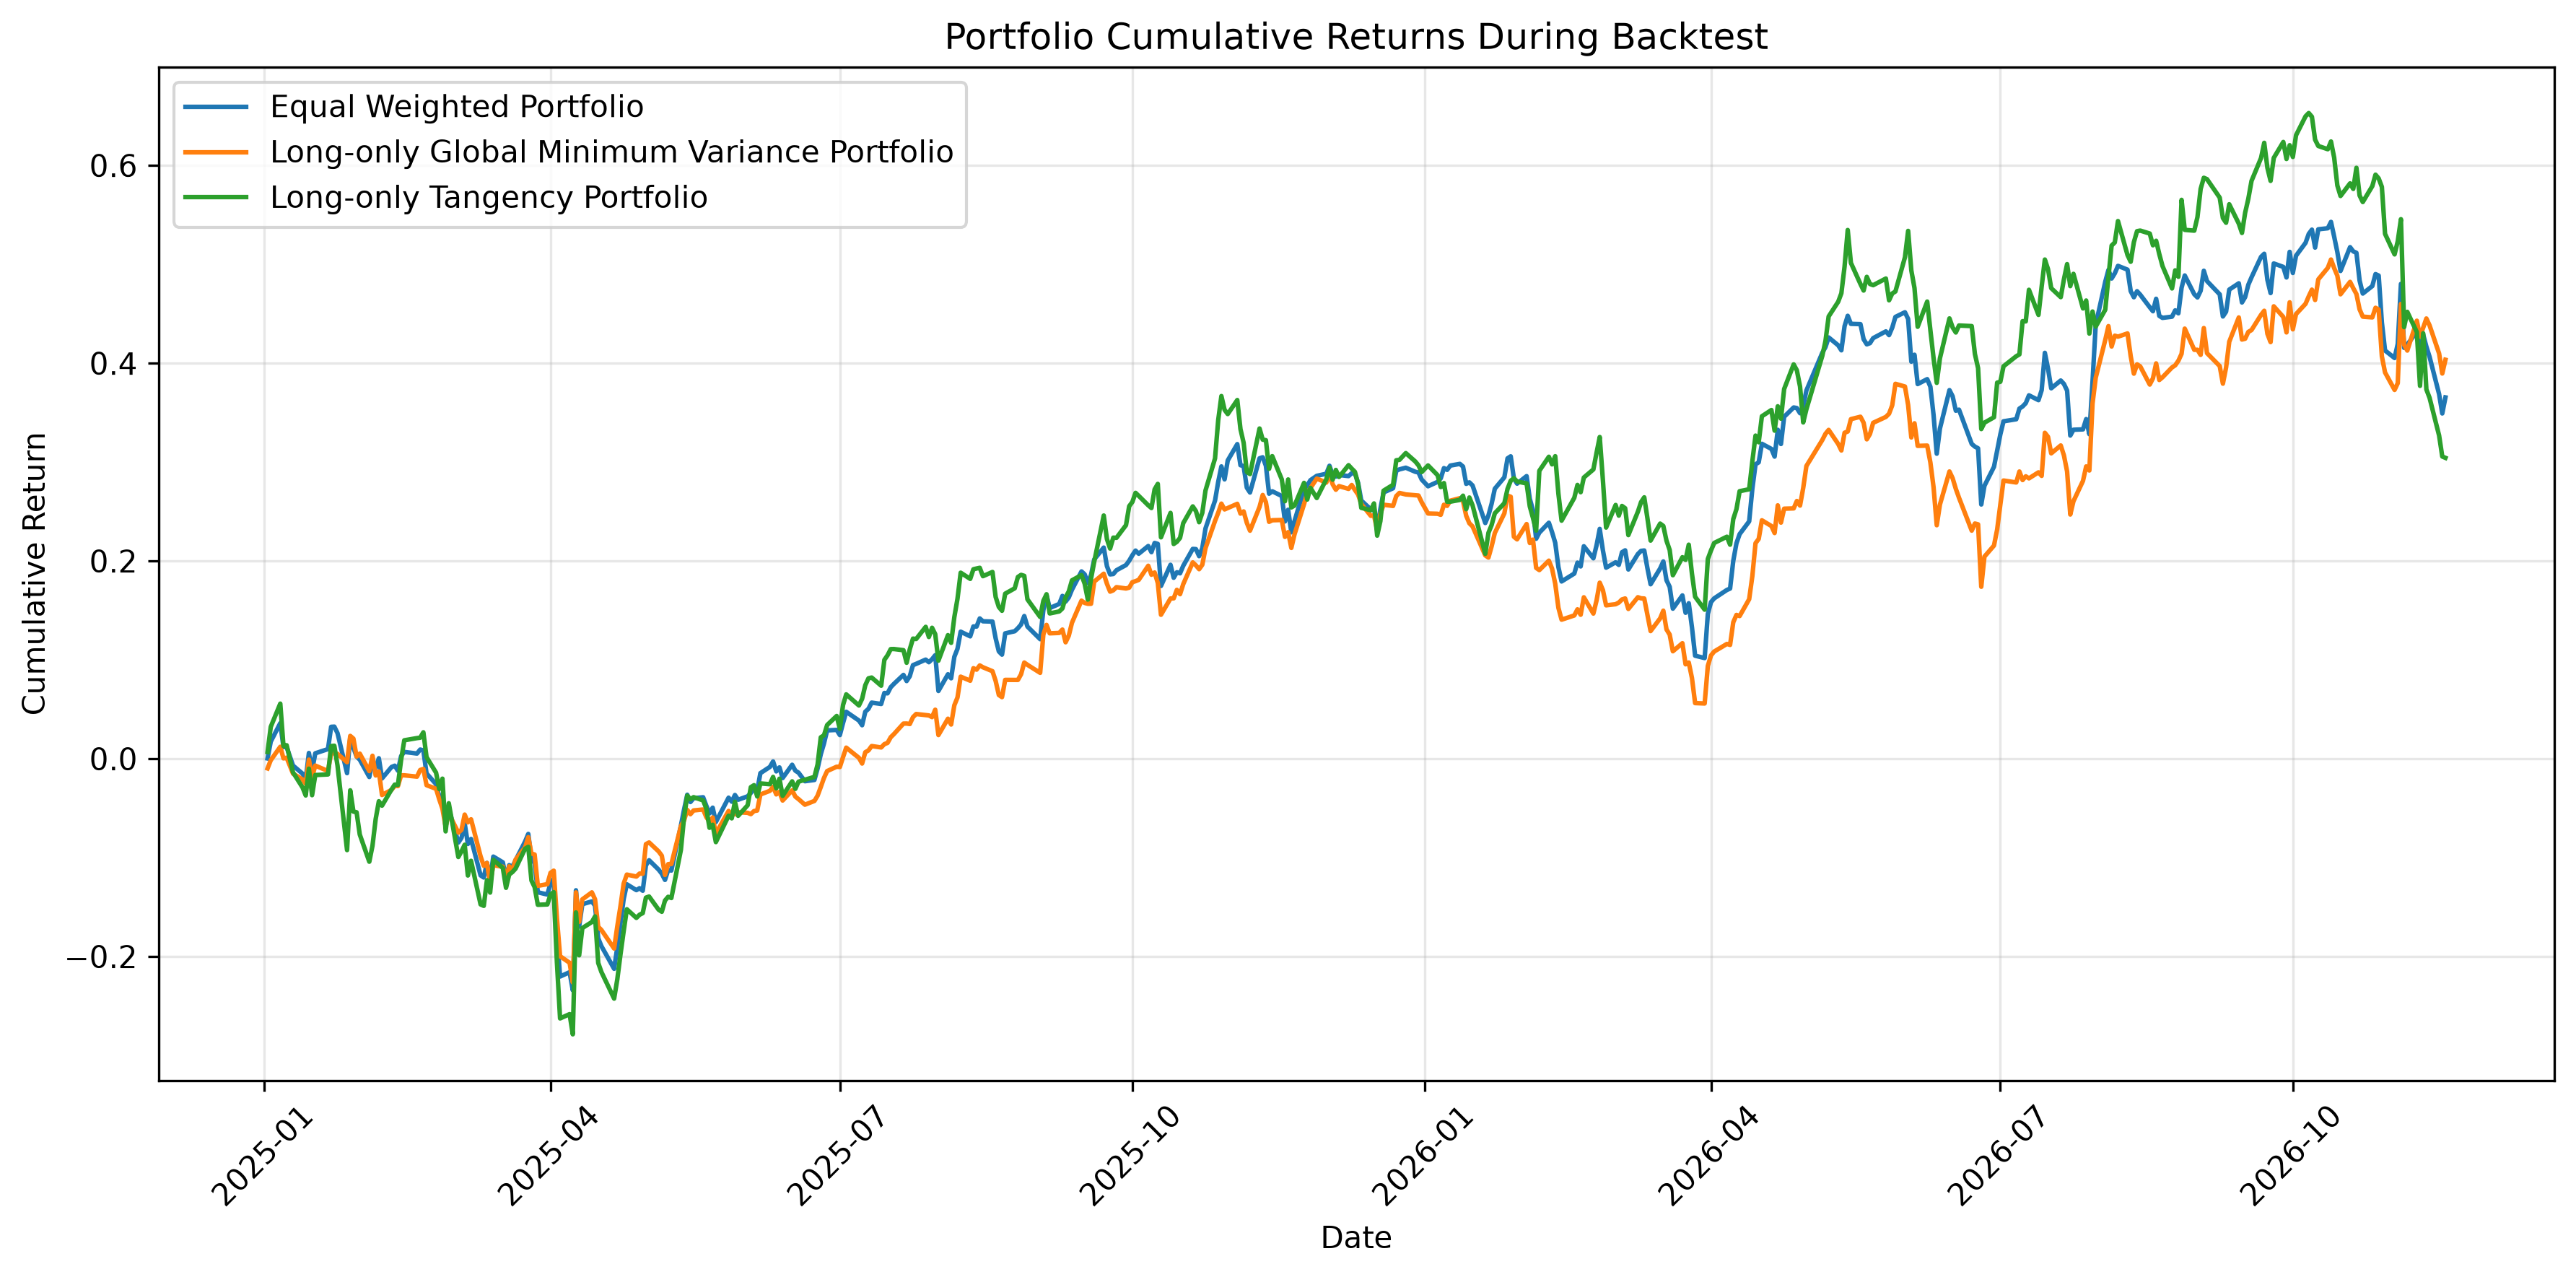 Portfolio Cumulative Returns During Backtest
Equal Weighted Portfolio
Long-only Global Minimum Variance Portfolio
Long-only Tangency Portfolio
Cumulative Return
0.6
0.4
0.2
0.0
−0.2
2025-01
2025-04
2025-07
2025-10
2026-01
2026-04
2026-07
2026-10
Date